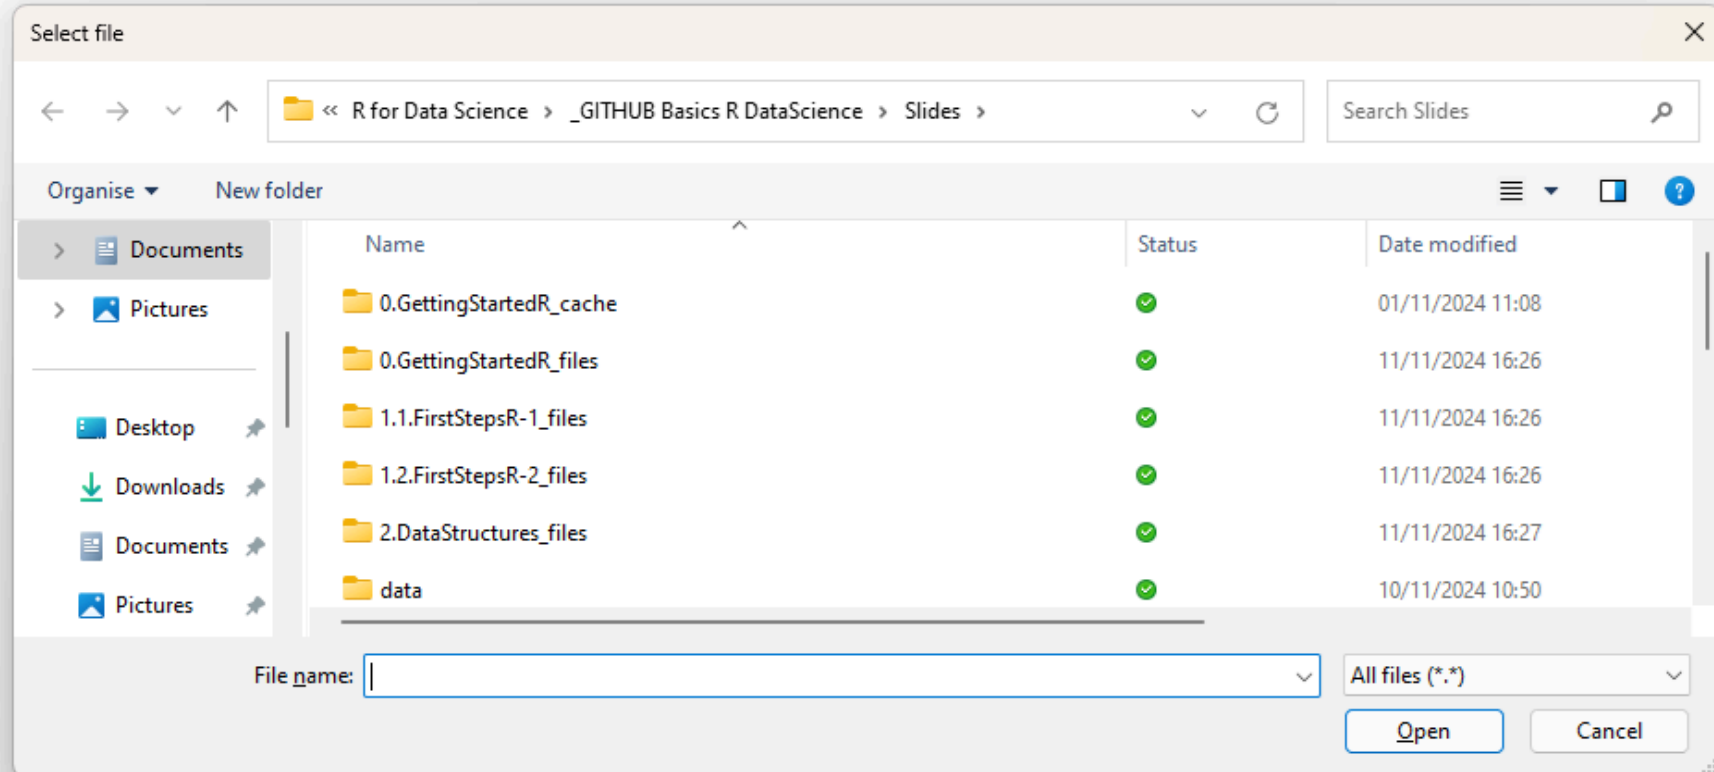 Select file
« R for Data Science › _GITHUB Basics R DataScience › Slides ›
Search Slides
Organise
New folder
Documents
Pictures
Desktop
Downloads
Documents
Pictures
Name Status Date modified
0.GettingStartedR_cache 01/11/2024 11:08
0.GettingStartedR_files 11/11/2024 16:26
1.1.FirstStepsR-1_files 11/11/2024 16:26
1.2.FirstStepsR-2_files 11/11/2024 16:26
2.DataStructures_files 11/11/2024 16:27
data 10/11/2024 10:50
File name:
All files (*.*)
Open
Cancel